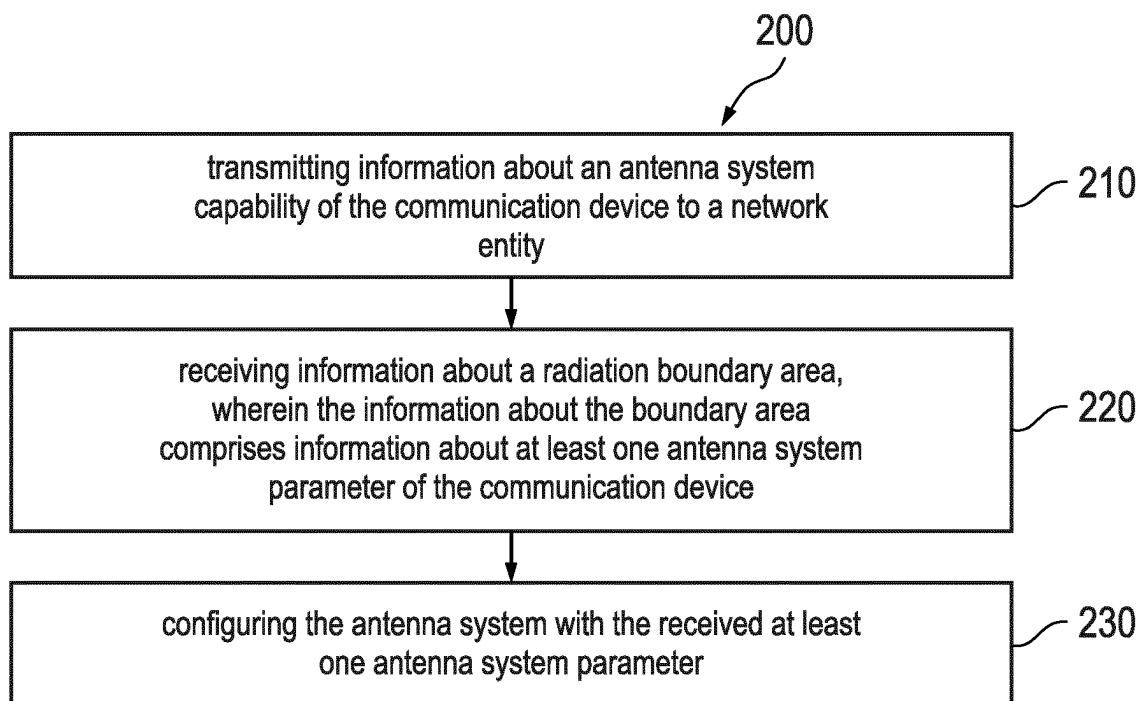 200
transmitting information about an antenna system
capability of the communication device to a network
entity
210
receiving information about a radiation boundary area,
wherein the information about the boundary area
comprises information about at least one antenna system
parameter of the communication device
220
configuring the antenna system with the received at least
one antenna system parameter
230